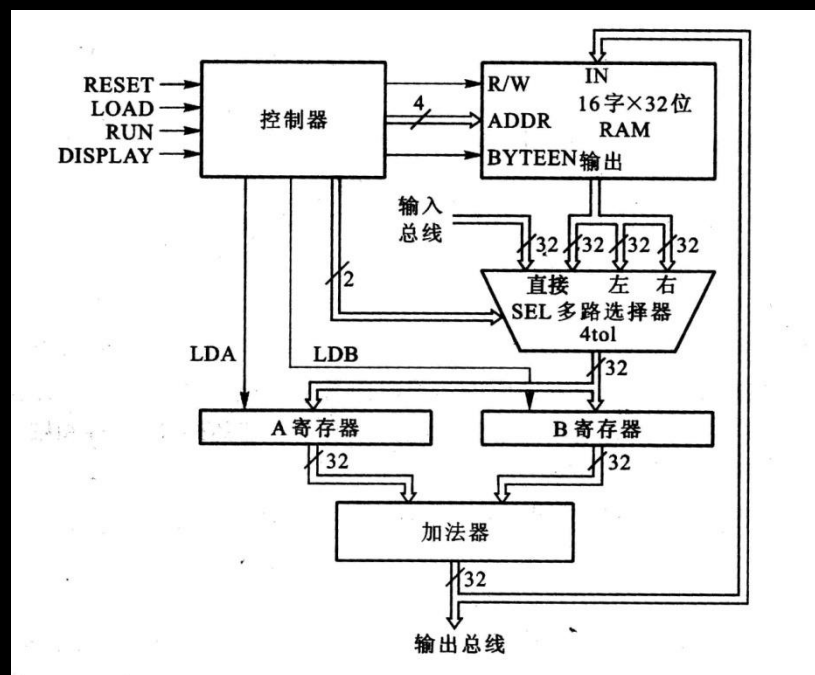 RESET
LOAD
RUN
DISPLAY
控制器
4
R/W
ADDR
BYTEEN
IN
16字×32位
RAM
输出
输入
总线
32
32
32
32
2
直接 左 右
SEL 多路选择器
4to1
32
LDA
LDB
A 寄存器
B 寄存器
32
32
加法器
32
输出总线